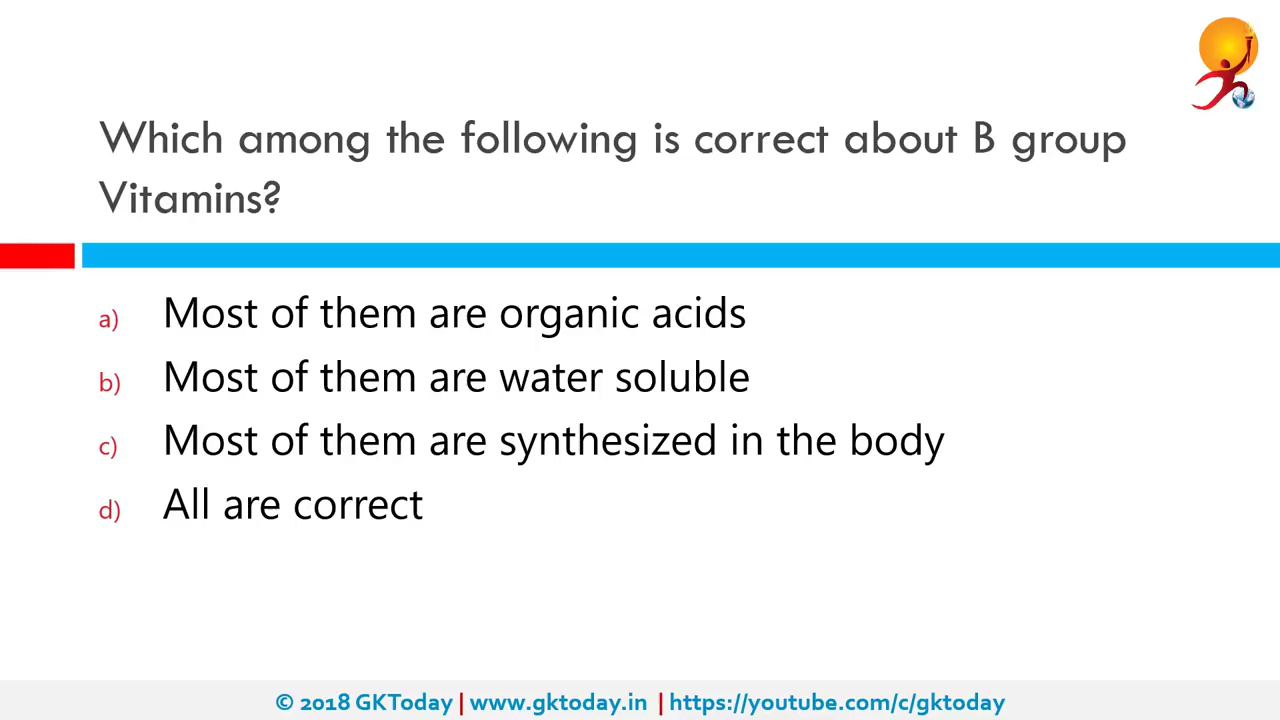 Which among the following is correct about B group
Vitamins?
a) Most of them are organic acids
b) Most of them are water soluble
c) Most of them are synthesized in the body
d) All are correct
© 2018 GKToday | www.gktoday.in | https://youtube.com/c/gktoday